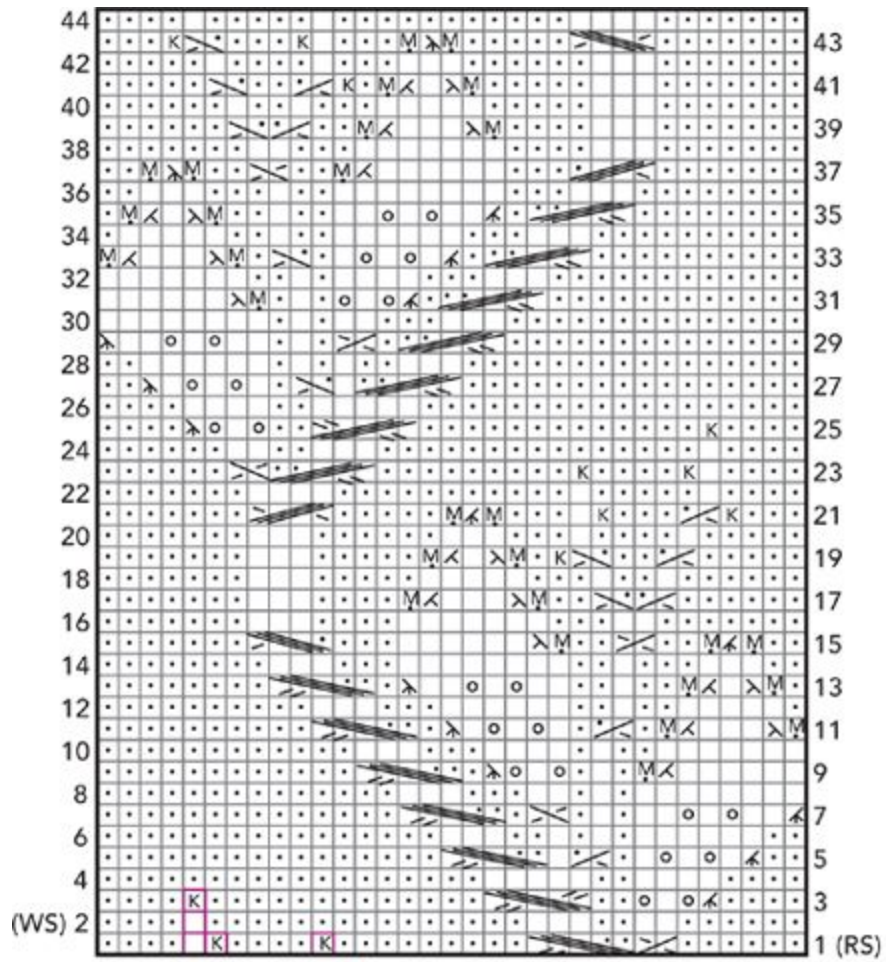 44
K K M M 43
42
K M M 41
40
M M 39
38
M M M 37
36
M M 35
34
M M 33
32
M 31
30
29
28
27
26
K 25
24
K K 23
22
M M K K 21
20
M M K 19
18
M M 17
16
M M M 15
14
M M 13
12
M M 11
10
M 9
8
7
6
5
4
K 3
(WS) 2
K K 1 (RS)